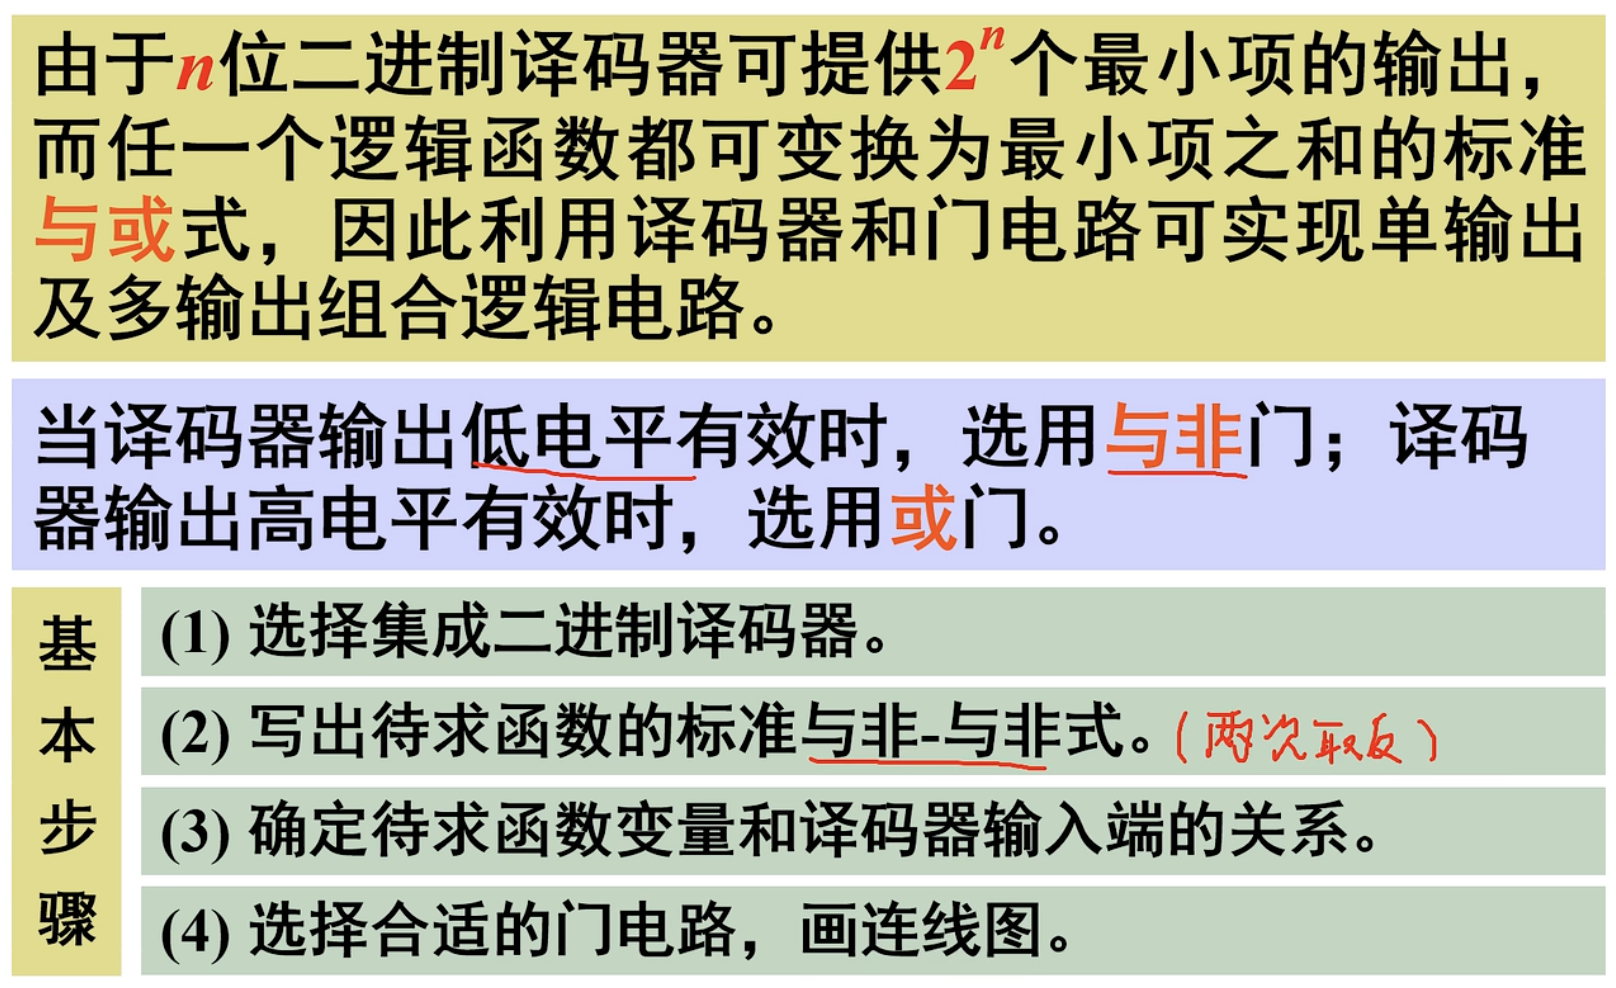 由于n位二进制译码器可提供2ⁿ个最小项的输出，
而任一个逻辑函数都可变换为最小项之和的标准
与或式，因此利用译码器和门电路可实现单输出
及多输出组合逻辑电路。
当译码器输出低电平有效时，选用与非门；译码
器输出高电平有效时，选用或门。
基本步骤
(1) 选择集成二进制译码器。
(2) 写出待求函数的标准与非-与非式。(两次取反)
(3) 确定待求函数变量和译码器输入端的关系。
(4) 选择合适的门电路，画连线图。